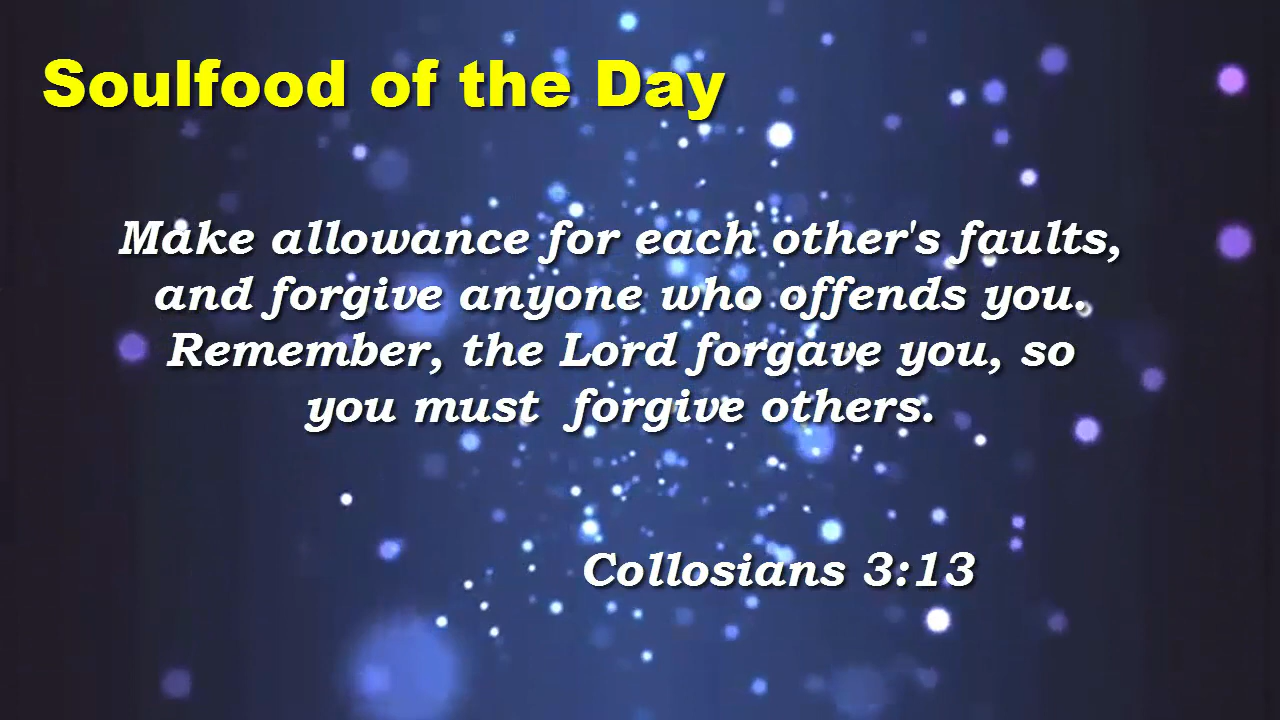 Soulfood of the Day
Make allowance for each other's faults,
and forgive anyone who offends you.
Remember, the Lord forgave you, so
you must  forgive others.
Collosians 3:13